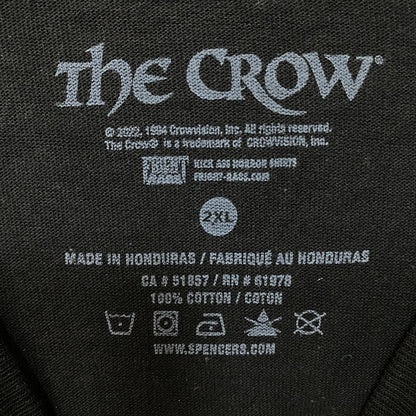 THE CROW®
© 2022, 1994 Crowvision, Inc. All rights reserved.
The Crow® is a trademark of CROWVISION, Inc.
FRIGHT RAGS
KICK ASS HORROR SHIRTS
FRIGHT-RAGS.COM
2XL
MADE IN HONDURAS / FABRIQUÉ AU HONDURAS
CA # 51857 / RN # 61978
100% COTTON / COTON
WWW.SPENCERS.COM